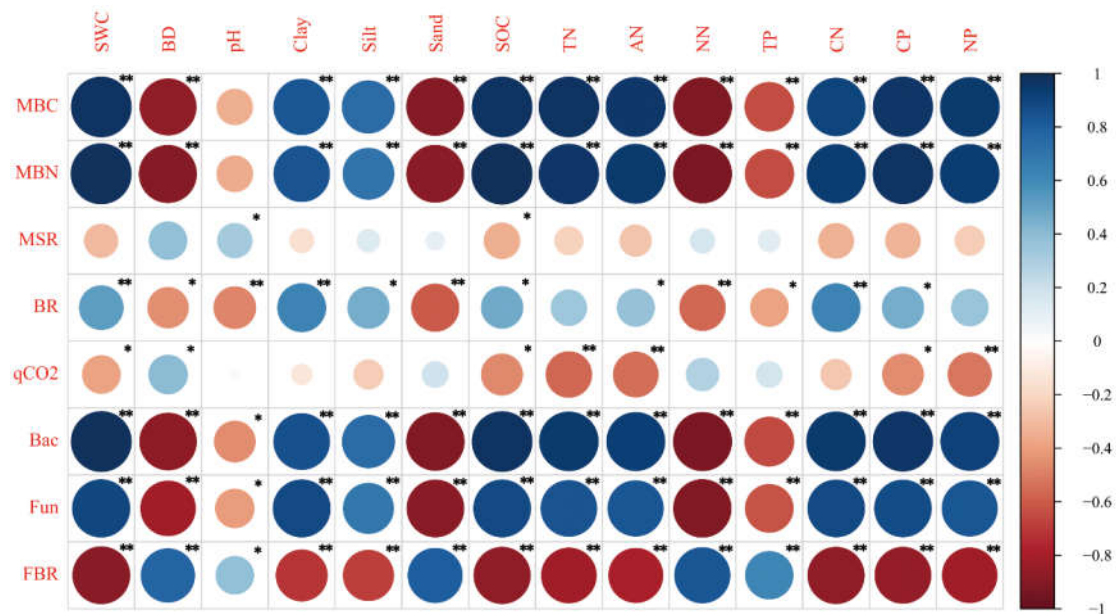 SWC BD pH Clay Silt Sand SOC TN AN NN TP CN CP NP
MBC ** ** ** ** ** ** ** ** ** ** ** ** **
MBN ** ** ** ** ** ** ** ** ** ** ** ** **
MSR * *
BR ** * ** ** * ** * * ** * ** *
qCO2 * * * ** ** * **
Bac ** ** * ** ** ** ** ** ** ** ** ** ** **
Fun ** ** * ** ** ** ** ** ** ** ** ** ** **
FBR ** ** * ** ** ** ** ** ** ** ** ** ** **
1
0.8
0.6
0.4
0.2
0
−0.2
−0.4
−0.6
−0.8
−1